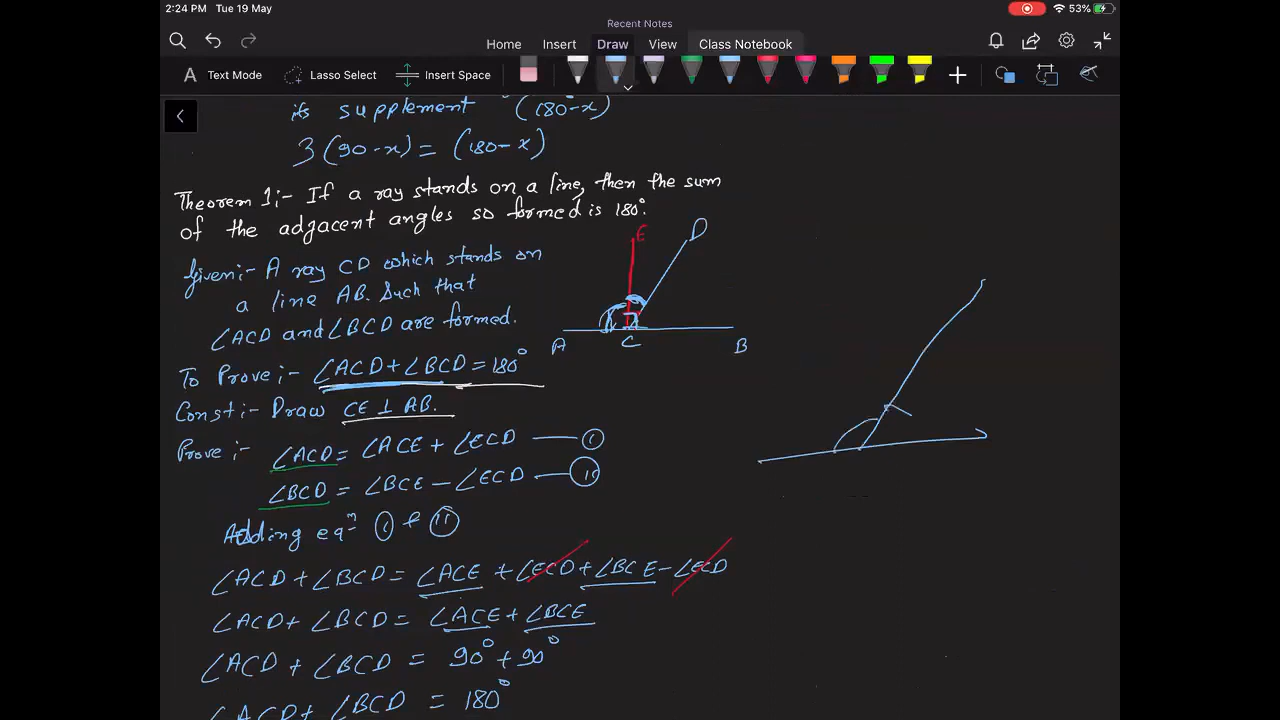 2:24 PM Tue 19 May
53%
Recent Notes
Home Insert Draw View Class Notebook
Text Mode Lasso Select Insert Space
its supplement (180°-x)
3(90-x) = (180-x)
Theorem 1:- If a ray stands on a line, then the sum
of the adjacent angles so formed is 180°.
Given:- A ray CD which stands on
a line AB. Such that
∠ACD and ∠BCD are formed.
E D
A C B
To Prove:- ∠ACD+∠BCD=180°
Const:- Draw CE ⊥ AB.
Prove:- ∠ACD= ∠ACE + ∠ECD — (i)
∠BCD = ∠BCE - ∠ECD — (ii)
Adding eqn (i) & (ii)
∠ACD + ∠BCD = ∠ACE + ∠ECD + ∠BCE - ∠ECD
∠ACD + ∠BCD = ∠ACE + ∠BCE
∠ACD + ∠BCD = 90° + 90°
∠ACD + ∠BCD = 180°